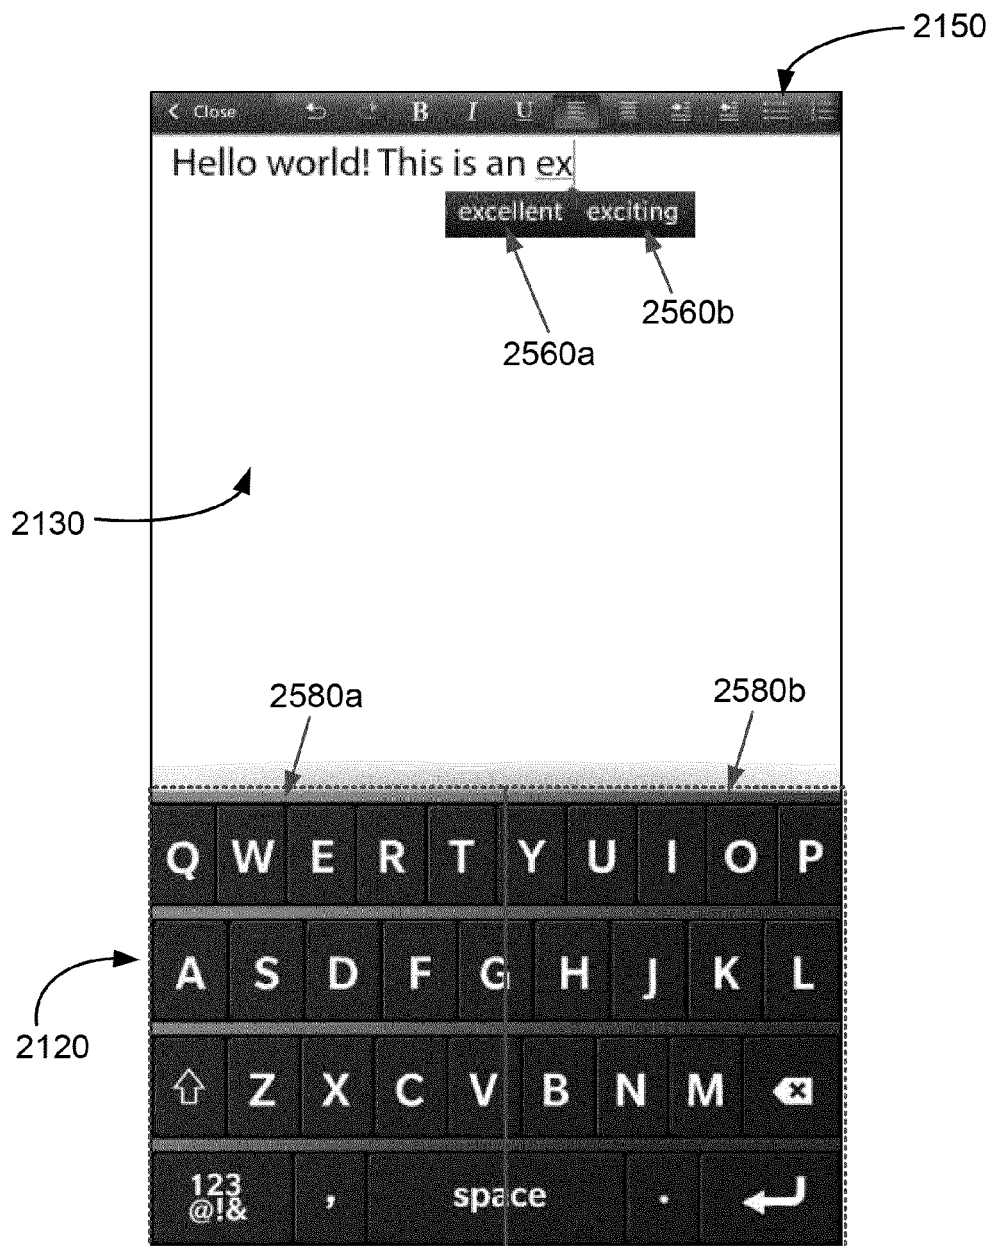 2150
Close B I U
Hello world! This is an ex
excellent exciting
2560b
2560a
2130
2580a 2580b
Q W E R T Y U I O P
A S D F G H J K L
2120
Z X C V B N M
123 , space .
@!&